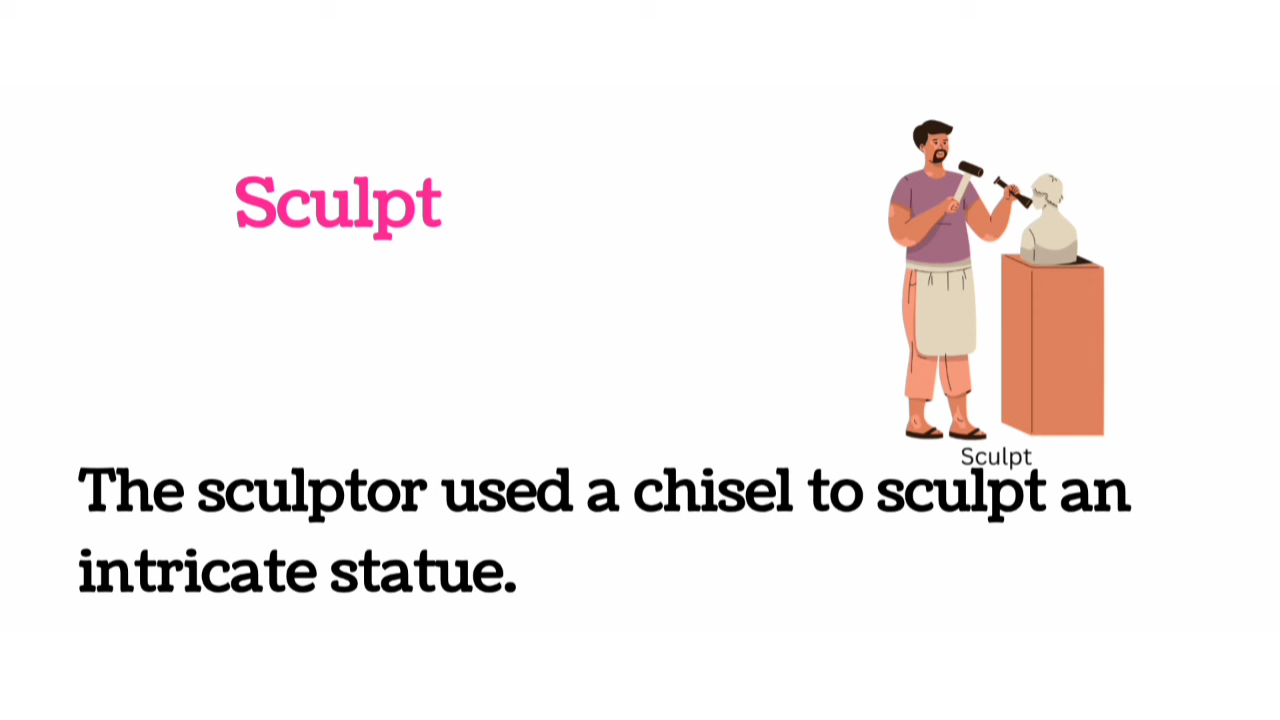 Sculpt
Sculpt
The sculptor used a chisel to sculpt an
intricate statue.